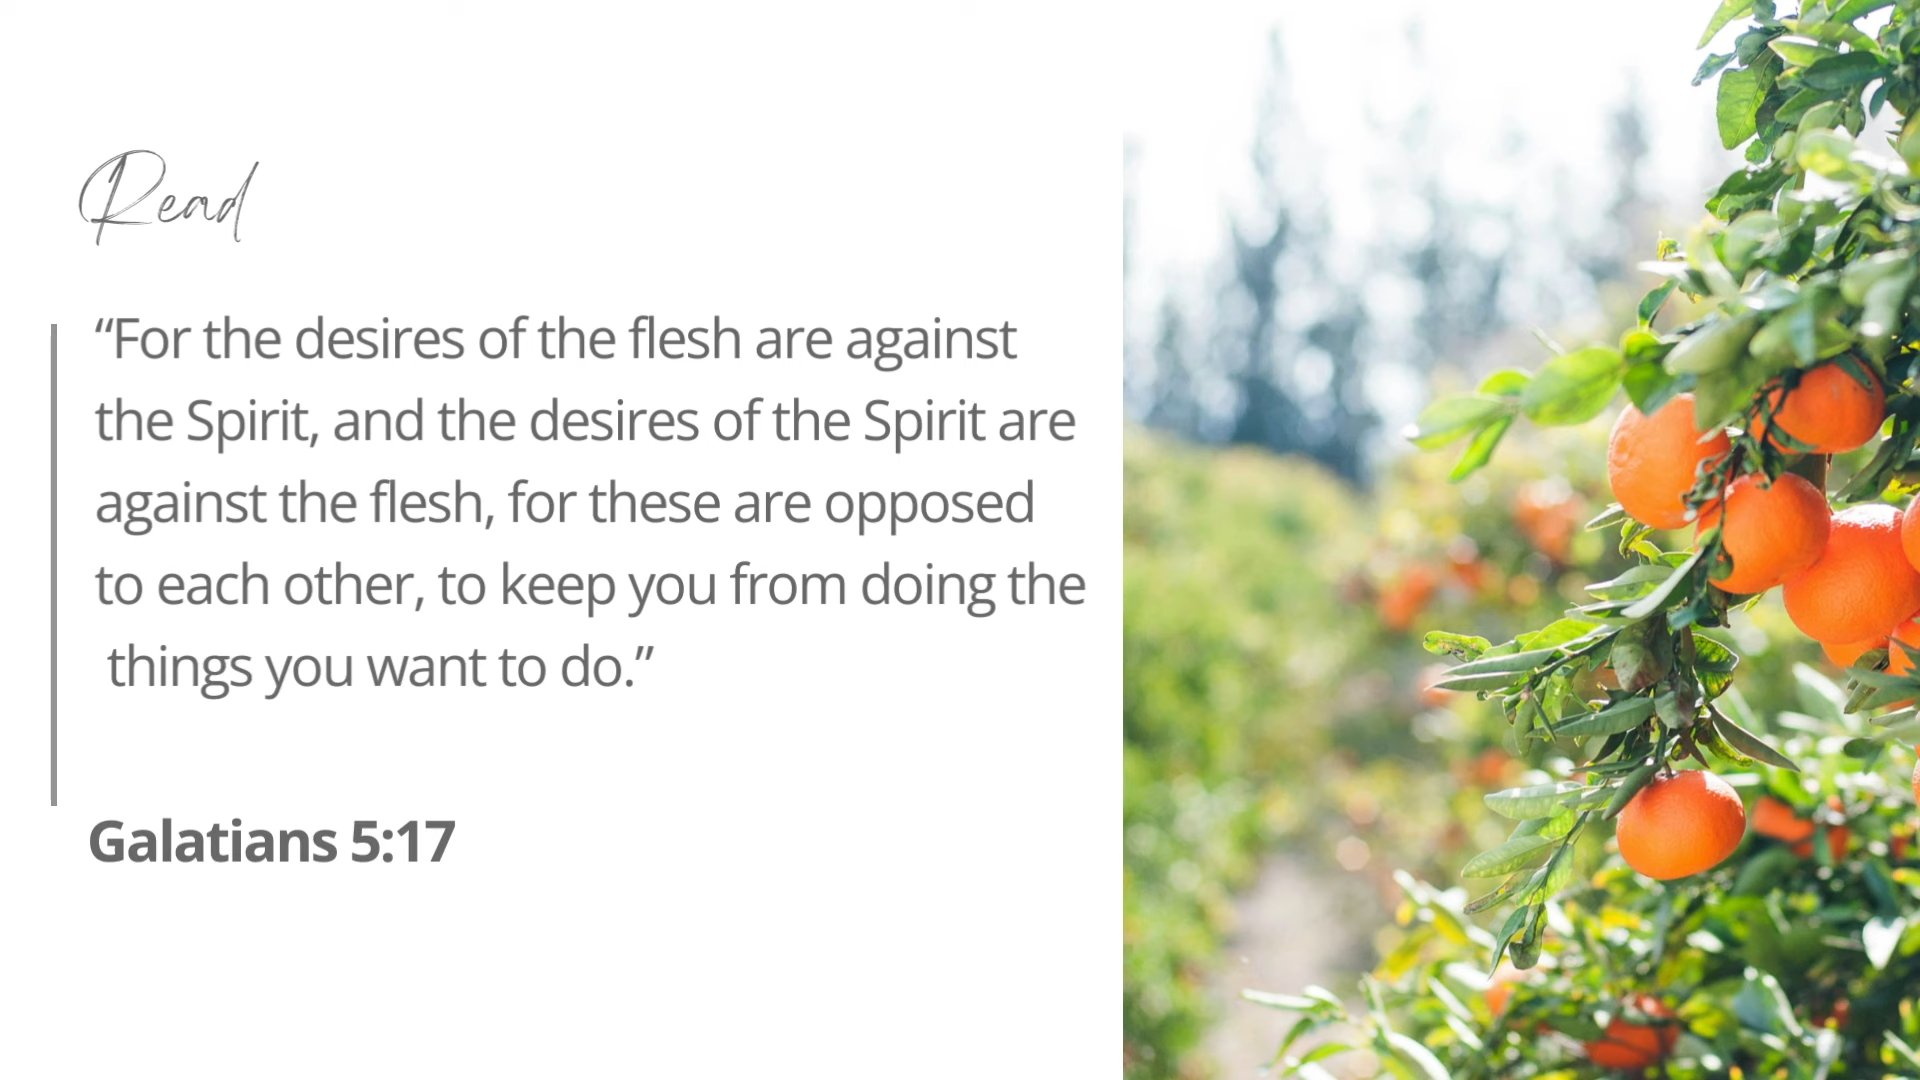 Read
“For the desires of the flesh are against
the Spirit, and the desires of the Spirit are
against the flesh, for these are opposed
to each other, to keep you from doing the
things you want to do.”
Galatians 5:17